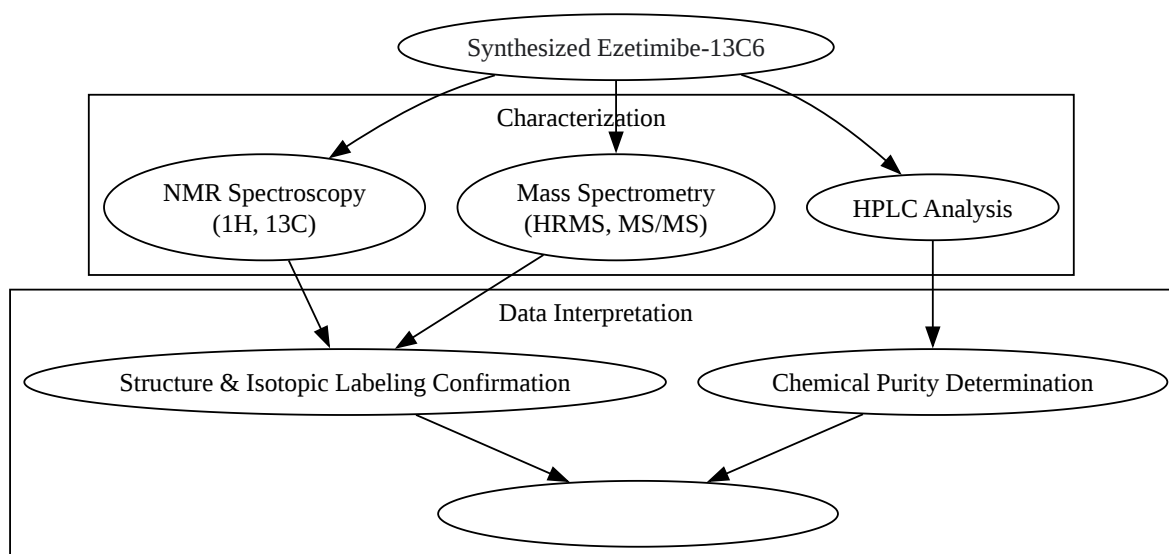 Synthesized Ezetimibe-13C6
Characterization
NMR Spectroscopy
(1H, 13C)
Mass Spectrometry
(HRMS, MS/MS)
HPLC Analysis
Data Interpretation
Structure & Isotopic Labeling Confirmation
Chemical Purity Determination